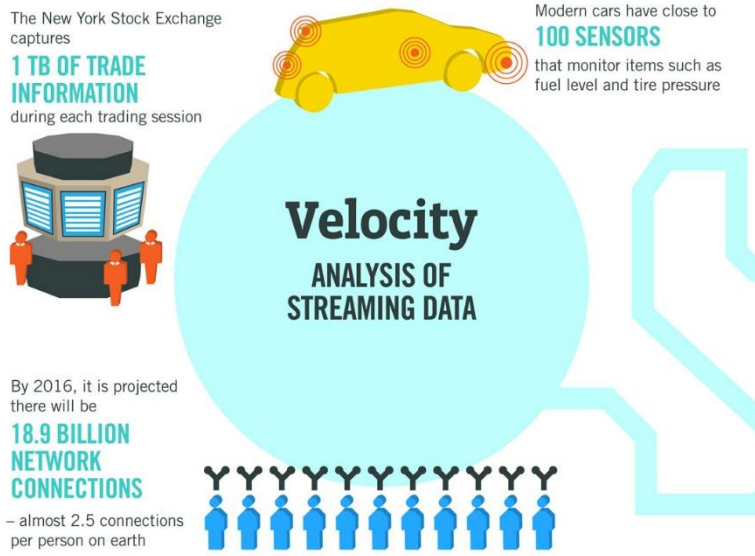 The New York Stock Exchange
captures
1 TB OF TRADE
INFORMATION
during each trading session
Modern cars have close to
100 SENSORS
that monitor items such as
fuel level and tire pressure
Velocity
ANALYSIS OF
STREAMING DATA
By 2016, it is projected
there will be
18.9 BILLION
NETWORK
CONNECTIONS
– almost 2.5 connections
per person on earth